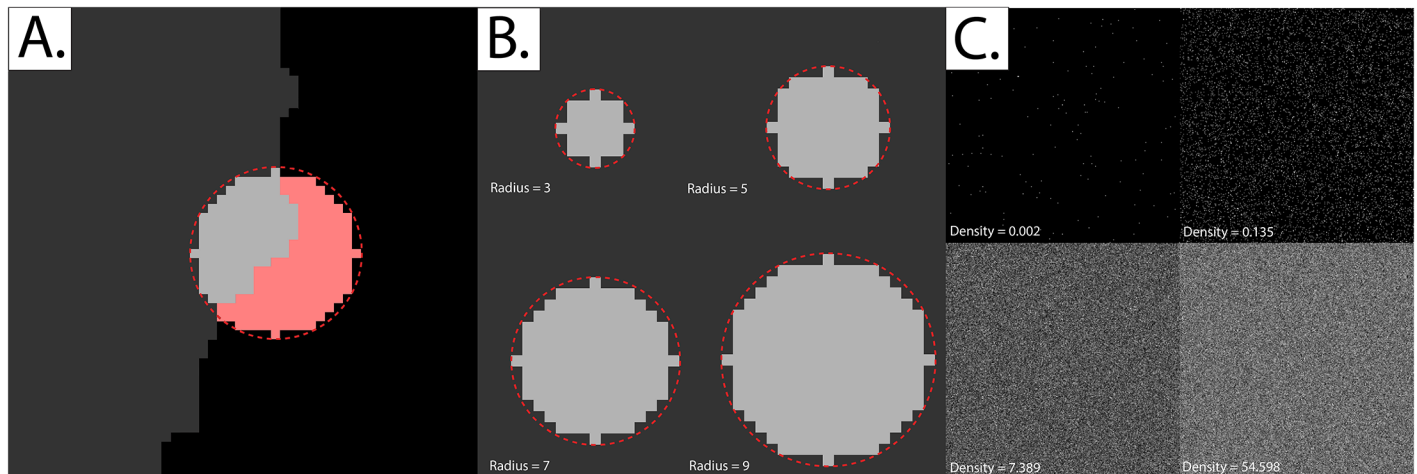 A.
B.
C.
Radius = 3
Radius = 5
Density = 0.002
Density = 0.135
Radius = 7
Radius = 9
Density = 7.389
Density = 54.598